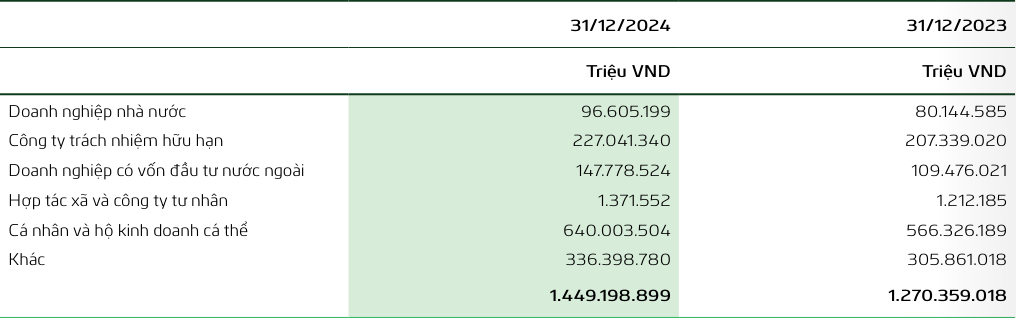 31/12/2024 31/12/2023
Triệu VND Triệu VND
Doanh nghiệp nhà nước 96.605.199 80.144.585
Công ty trách nhiệm hữu hạn 227.041.340 207.339.020
Doanh nghiệp có vốn đầu tư nước ngoài 147.778.524 109.476.021
Hợp tác xã và công ty tư nhân 1.371.552 1.212.185
Cá nhân và hộ kinh doanh cá thể 640.003.504 566.326.189
Khác 336.398.780 305.861.018
1.449.198.899 1.270.359.018